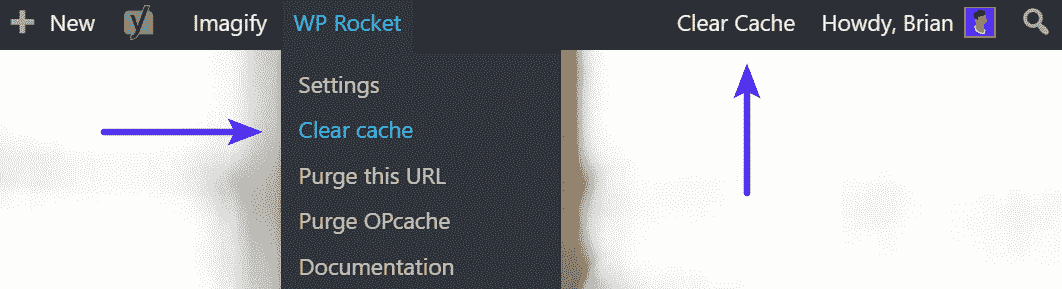 New Imagify WP Rocket Clear Cache Howdy, Brian
Settings
Clear cache
Purge this URL
Purge OPcache
Documentation